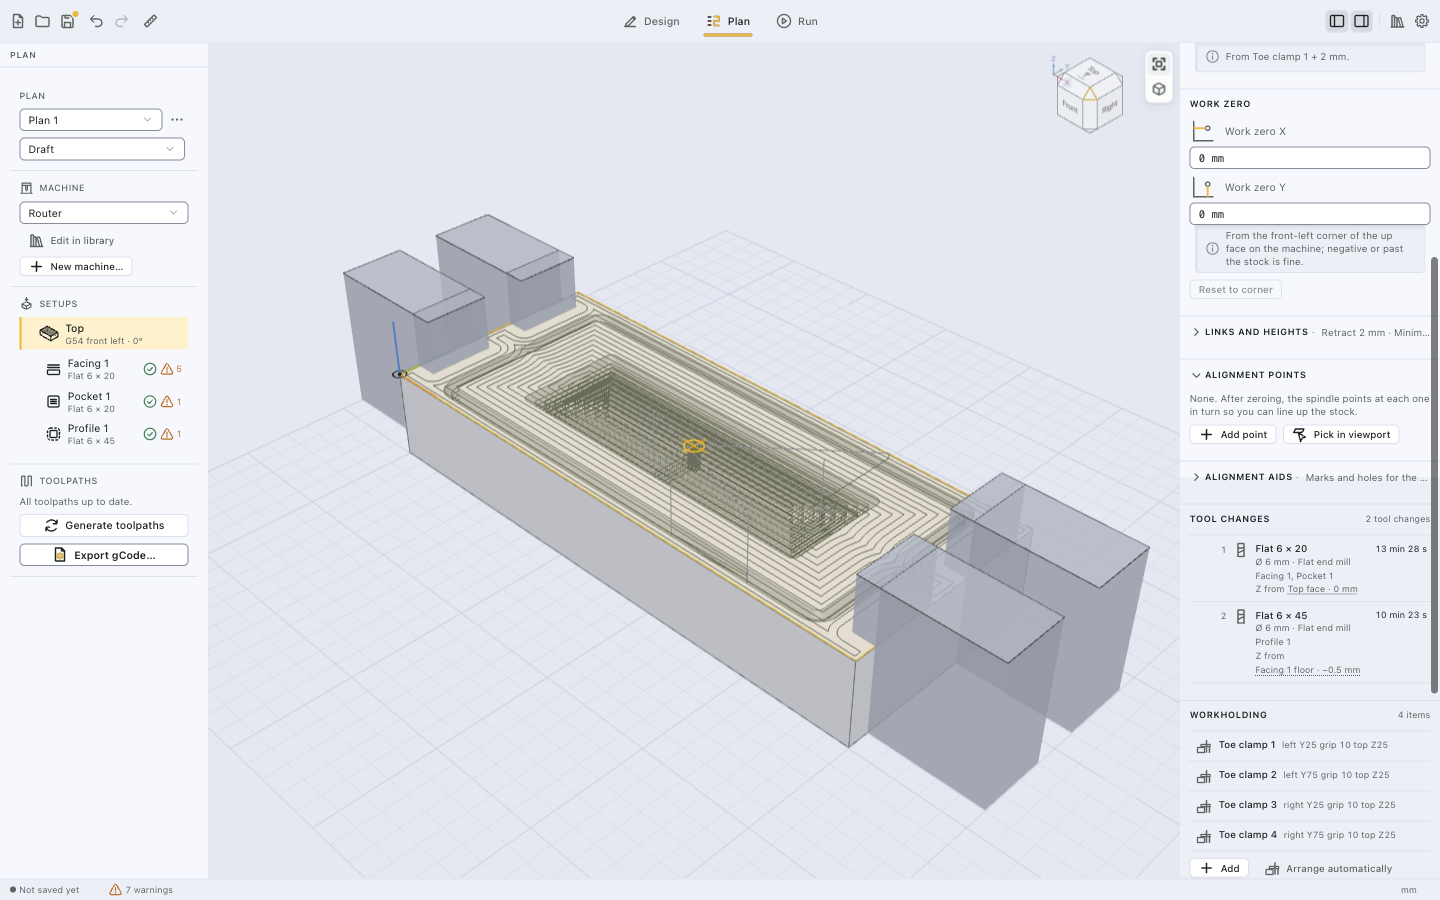 Design
Plan
Run
PLAN
PLAN
Plan 1
Draft
MACHINE
Router
Edit in library
New machine...
SETUPS
Top
G54 front left · 0°
Facing 1
Flat 6 × 20
5
Pocket 1
Flat 6 × 20
1
Profile 1
Flat 6 × 45
1
TOOLPATHS
All toolpaths up to date.
Generate toolpaths
Export gCode...
Not saved yet
7 warnings
Z
Top
Front
Right
From Toe clamp 1 + 2 mm.
WORK ZERO
Work zero X
0 mm
Work zero Y
0 mm
From the front-left corner of the up
face on the machine; negative or past
the stock is fine.
Reset to corner
LINKS AND HEIGHTS · Retract 2 mm · Minim...
ALIGNMENT POINTS
None. After zeroing, the spindle points at each one
in turn so you can line up the stock.
Add point
Pick in viewport
ALIGNMENT AIDS · Marks and holes for the ...
TOOL CHANGES
2 tool changes
1
Flat 6 × 20
13 min 28 s
Ø 6 mm · Flat end mill
Facing 1, Pocket 1
Z from Top face · 0 mm
2
Flat 6 × 45
10 min 23 s
Ø 6 mm · Flat end mill
Profile 1
Z from
Facing 1 floor · −0.5 mm
WORKHOLDING
4 items
Toe clamp 1 left Y25 grip 10 top Z25
Toe clamp 2 left Y75 grip 10 top Z25
Toe clamp 3 right Y25 grip 10 top Z25
Toe clamp 4 right Y75 grip 10 top Z25
Add
Arrange automatically
mm